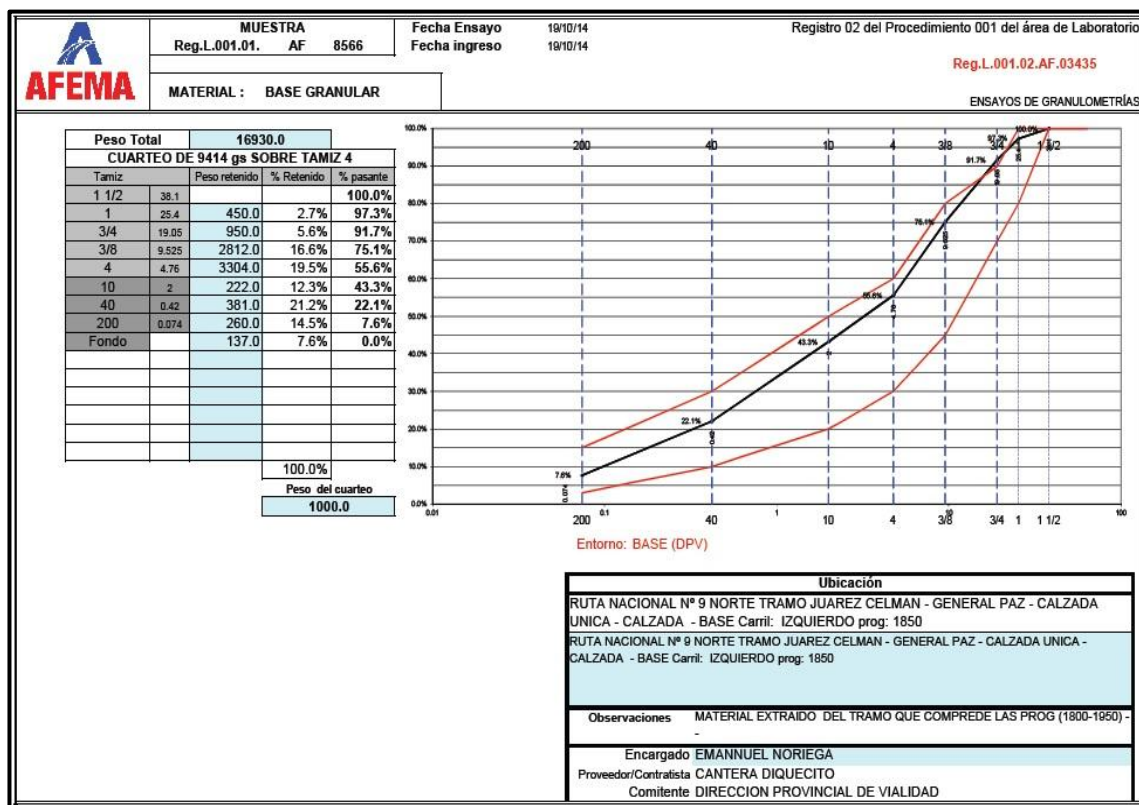 AFEMA
MUESTRA
Reg.L.001.01. AF 8566
MATERIAL : BASE GRANULAR
Fecha Ensayo 19/10/14
Fecha ingreso 19/10/14
Registro 02 del Procedimiento 001 del área de Laboratorio
Reg.L.001.02.AF.03435
ENSAYOS DE GRANULOMETRÍAS
Peso Total 16930.0
CUARTEO DE 9414 gs SOBRE TAMIZ 4
Tamiz Peso retenido % Retenido % pasante
1 1/2 38.1 100.0%
1 25.4 450.0 2.7% 97.3%
3/4 19.05 950.0 5.6% 91.7%
3/8 9.525 2812.0 16.6% 75.1%
4 4.76 3304.0 19.5% 55.6%
10 2 222.0 12.3% 43.3%
40 0.42 381.0 21.2% 22.1%
200 0.074 260.0 14.5% 7.6%
Fondo 137.0 7.6% 0.0%
100.0%
Peso del cuarteo
1000.0
100.0%
90.0%
80.0%
70.0%
60.0%
50.0%
40.0%
30.0%
20.0%
10.0%
0.0%
200 40 10 4 3/8 3/4 1 1 1/2
100.0%
97.3%
91.7%
75.1%
55.6%
43.3%
22.1%
7.6%
0.074
0.42
2
4.76
9.525
19.05
25.4
0.01 0.1 1 10 100
200 40 10 4 3/8 3/4 1 1 1/2
Entorno: BASE (DPV)
Ubicación
RUTA NACIONAL Nº 9 NORTE TRAMO JUAREZ CELMAN - GENERAL PAZ - CALZADA
UNICA - CALZADA - BASE Carril: IZQUIERDO prog: 1850
RUTA NACIONAL Nº 9 NORTE TRAMO JUAREZ CELMAN - GENERAL PAZ - CALZADA UNICA -
CALZADA - BASE Carril: IZQUIERDO prog: 1850
Observaciones MATERIAL EXTRAIDO DEL TRAMO QUE COMPREDE LAS PROG (1800-1950) -
-
Encargado EMANNUEL NORIEGA
Proveedor/Contratista CANTERA DIQUECITO
Comitente DIRECCION PROVINCIAL DE VIALIDAD